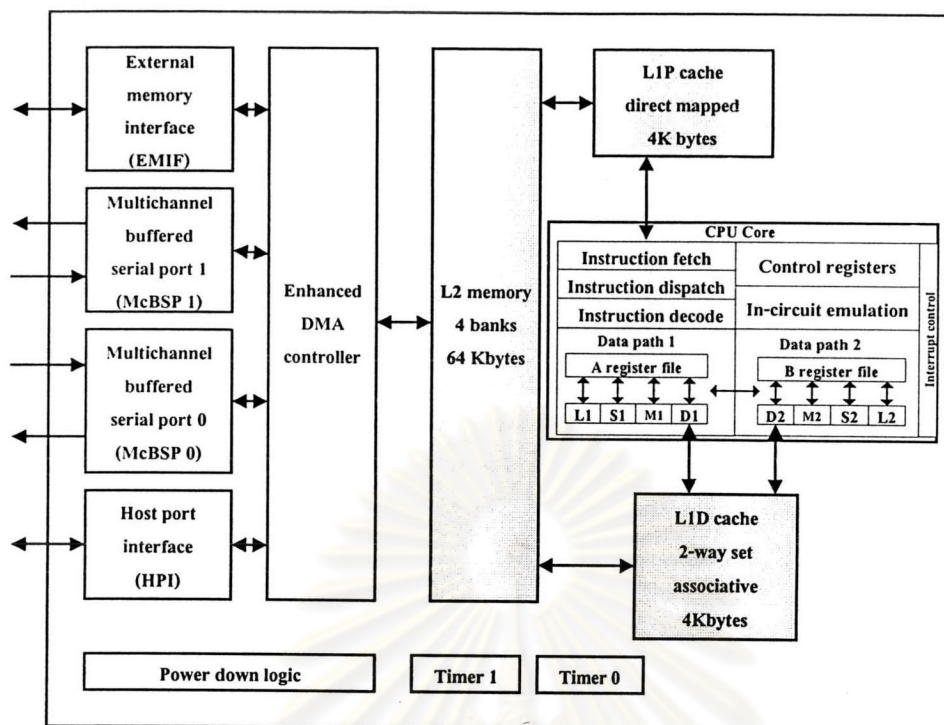 External
memory
interface
(EMIF)
Multichannel
buffered
serial port 1
(McBSP 1)
Multichannel
buffered
serial port 0
(McBSP 0)
Host port
interface
(HPI)
Enhanced
DMA
controller
L2 memory
4 banks
64 Kbytes
L1P cache
direct mapped
4K bytes
CPU Core
Instruction fetch
Instruction dispatch
Instruction decode
Control registers
In-circuit emulation
Interrupt control
Data path 1
A register file
L1 S1 M1 D1
Data path 2
B register file
D2 M2 S2 L2
L1D cache
2-way set
associative
4Kbytes
Power down logic
Timer 1
Timer 0